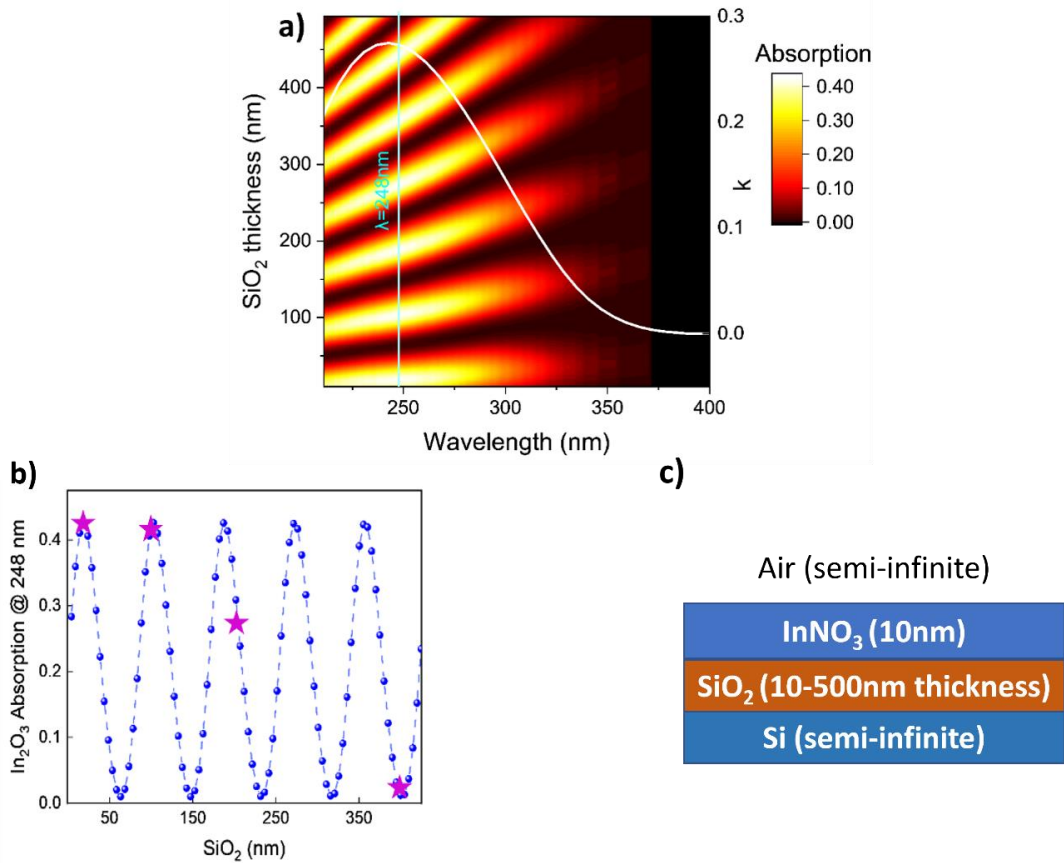 a)
SiO₂ thickness (nm)
400
300
200
100
λ=248nm
250
300
350
400
Wavelength (nm)
0.3
0.2
0.1
0.0
k
Absorption
0.40
0.30
0.20
0.10
0.00
b)
In₂O₃ Absorption @ 248 nm
0.4
0.3
0.2
0.1
0.0
50
150
250
350
SiO₂ (nm)
c)
Air (semi-infinite)
InNO₃ (10nm)
SiO₂ (10-500nm thickness)
Si (semi-infinite)